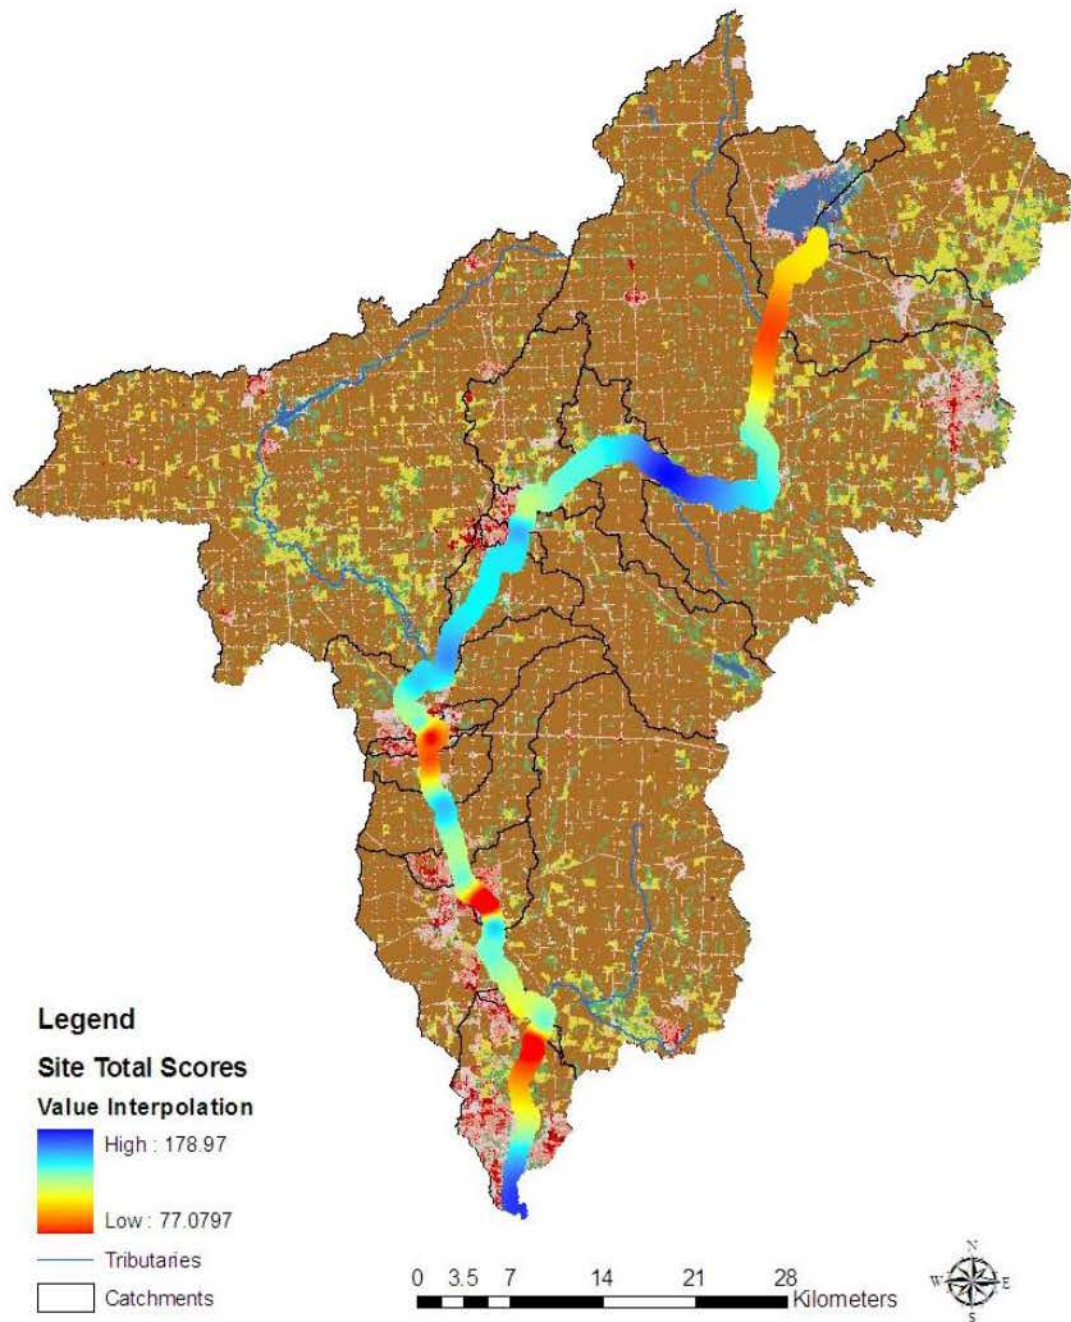 Legend
Site Total Scores
Value Interpolation
High : 178.97
Low : 77.0797
Tributaries
Catchments
0 3.5 7 14 21 28
Kilometers
N
W E
S